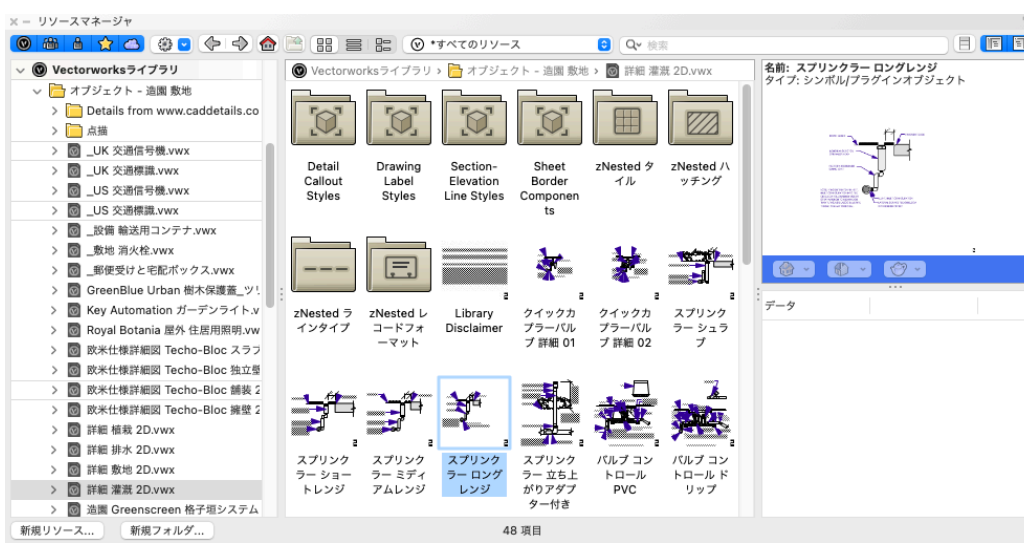 リソースマネージャ
*すべてのリソース
検索
Vectorworksライブラリ
オブジェクト - 造園 敷地
Details from www.caddetails.co
点描
_UK 交通信号機.vwx
_UK 交通標識.vwx
_US 交通信号機.vwx
_US 交通標識.vwx
_設備 輸送用コンテナ.vwx
_敷地 消火栓.vwx
_郵便受けと宅配ボックス.vwx
GreenBlue Urban 樹木保護蓋_ツリ
Key Automation ガーデンライト.v
Royal Botania 屋外 住居用照明.vw
欧米仕様詳細図 Techo-Bloc スラブ
欧米仕様詳細図 Techo-Bloc 独立壁
欧米仕様詳細図 Techo-Bloc 舗装 2
欧米仕様詳細図 Techo-Bloc 擁壁 2
詳細 植栽 2D.vwx
詳細 排水 2D.vwx
詳細 敷地 2D.vwx
詳細 灌漑 2D.vwx
造園 Greenscreen 格子垣システム
新規リソース...
新規フォルダ...
Vectorworksライブラリ › オブジェクト - 造園 敷地 › 詳細 灌漑 2D.vwx
Detail
Callout
Styles
Drawing
Label
Styles
Section-
Elevation
Line Styles
Sheet
Border
Componen
ts
zNested タ
イル
zNested ハ
ッチング
zNested ラ
インタイプ
zNested レ
コードフォ
ーマット
Library
Disclaimer
クイックカ
プラーバル
ブ 詳細 01
クイックカ
プラーバル
ブ 詳細 02
スプリンク
ラー シュラ
ブ
スプリンク
ラー ショー
トレンジ
スプリンク
ラー ミディ
アムレンジ
スプリンク
ラー ロング
レンジ
スプリンク
ラー 立ち上
がりアダプ
ター付き
バルブ コン
トロール
PVC
バルブ コン
トロール ド
リップ
48 項目
名前: スプリンクラー ロングレンジ
タイプ: シンボル/プラグインオブジェクト
データ